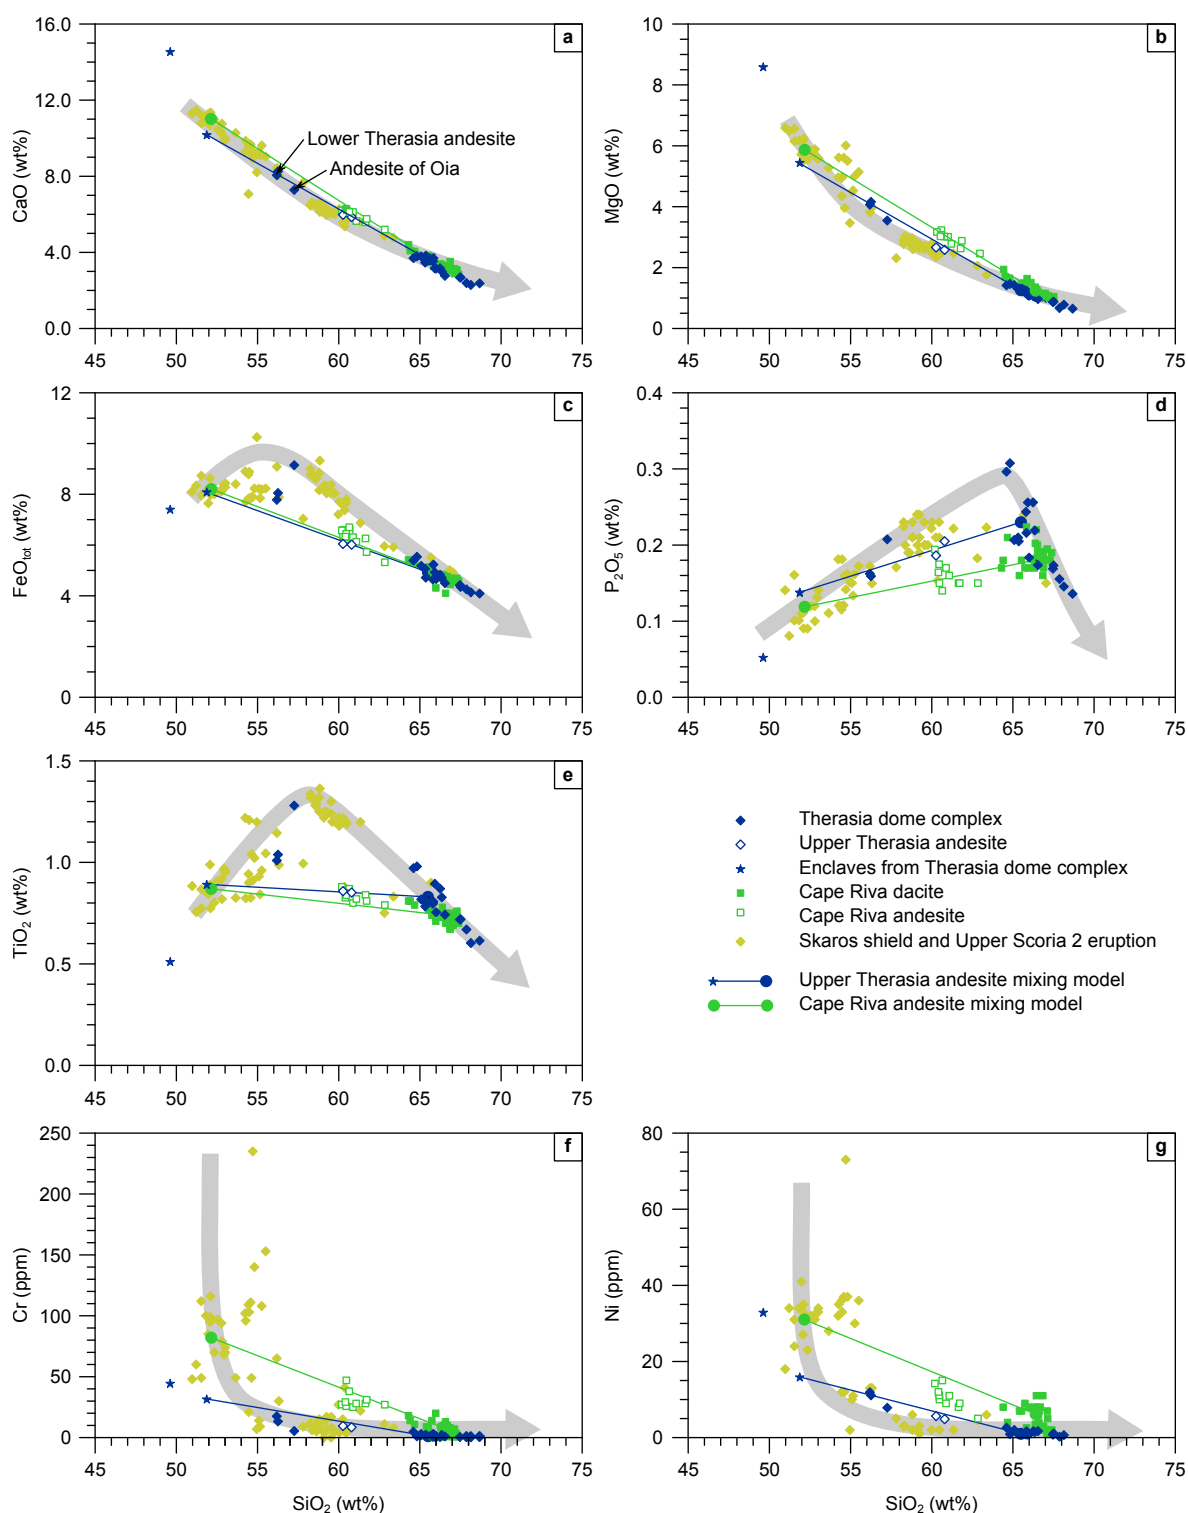 16.0
12.0
8.0
4.0
0.0
CaO (wt%)
a
Lower Therasia andesite
Andesite of Oia
45 50 55 60 65 70 75
10
8
6
4
2
0
MgO (wt%)
b
45 50 55 60 65 70 75
12
8
4
0
FeO_tot (wt%)
c
45 50 55 60 65 70 75
0.4
0.3
0.2
0.1
0.0
P₂O₅ (wt%)
d
45 50 55 60 65 70 75
1.5
1.0
0.5
0.0
TiO₂ (wt%)
e
45 50 55 60 65 70 75
Therasia dome complex
Upper Therasia andesite
Enclaves from Therasia dome complex
Cape Riva dacite
Cape Riva andesite
Skaros shield and Upper Scoria 2 eruption
Upper Therasia andesite mixing model
Cape Riva andesite mixing model
250
200
150
100
50
0
Cr (ppm)
f
45 50 55 60 65 70 75
SiO₂ (wt%)
80
60
40
20
0
Ni (ppm)
g
45 50 55 60 65 70 75
SiO₂ (wt%)